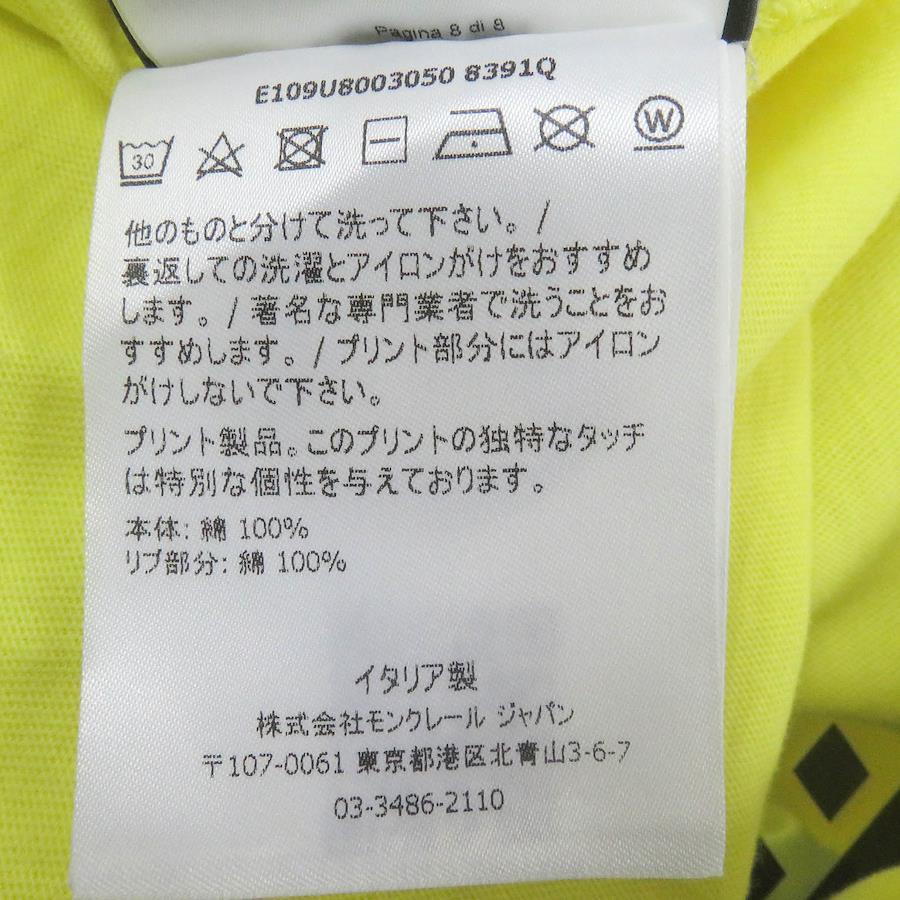 Pagina 8 di 8
E109U8003050 8391Q
30 W
他のものと分けて洗って下さい。/
裏返しての洗濯とアイロンがけをおすすめ
します。/ 著名な専門業者で洗うことをお
すすめします。/ プリント部分にはアイロン
がけしないで下さい。
プリント製品。このプリントの独特なタッチ
は特別な個性を与えております。
本体: 綿 100%
リブ部分: 綿 100%
イタリア製
株式会社モンクレール ジャパン
〒107-0061 東京都港区北青山3-6-7
03-3486-2110